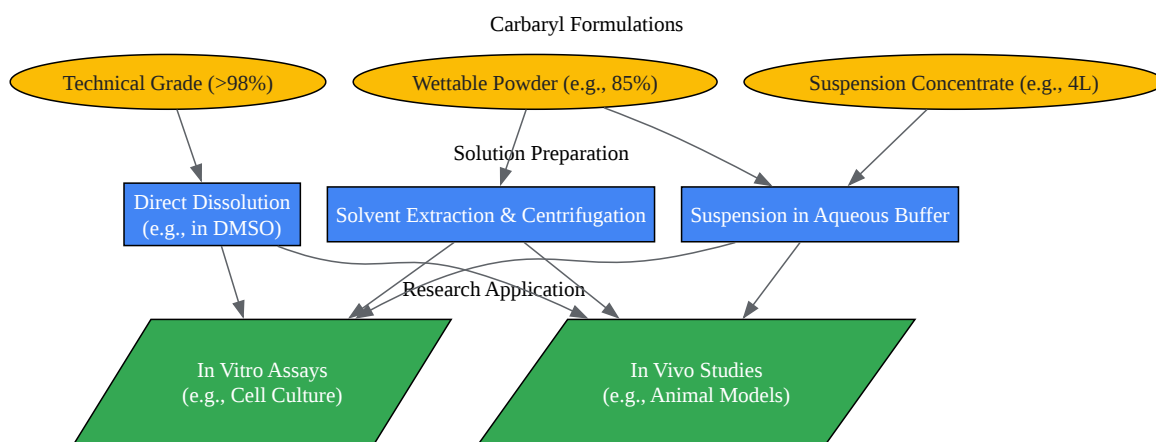 Carbaryl Formulations
Technical Grade (>98%)
Wettable Powder (e.g., 85%)
Suspension Concentrate (e.g., 4L)
Solution Preparation
Direct Dissolution
(e.g., in DMSO)
Solvent Extraction & Centrifugation
Suspension in Aqueous Buffer
Research Application
In Vitro Assays
(e.g., Cell Culture)
In Vivo Studies
(e.g., Animal Models)